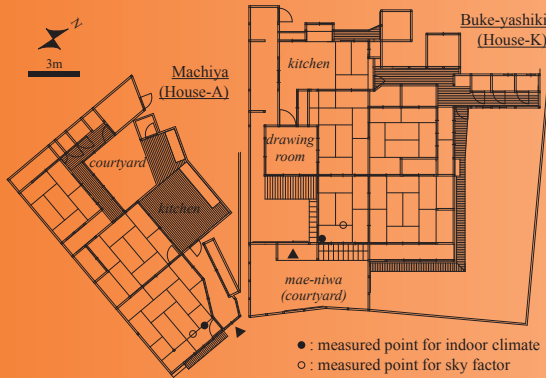 N
3m
Machiya
(House-A)
Buke-yashiki
(House-K)
kitchen
drawing
room
courtyard
kitchen
mae-niwa
(courtyard)
● : measured point for indoor climate
○ : measured point for sky factor